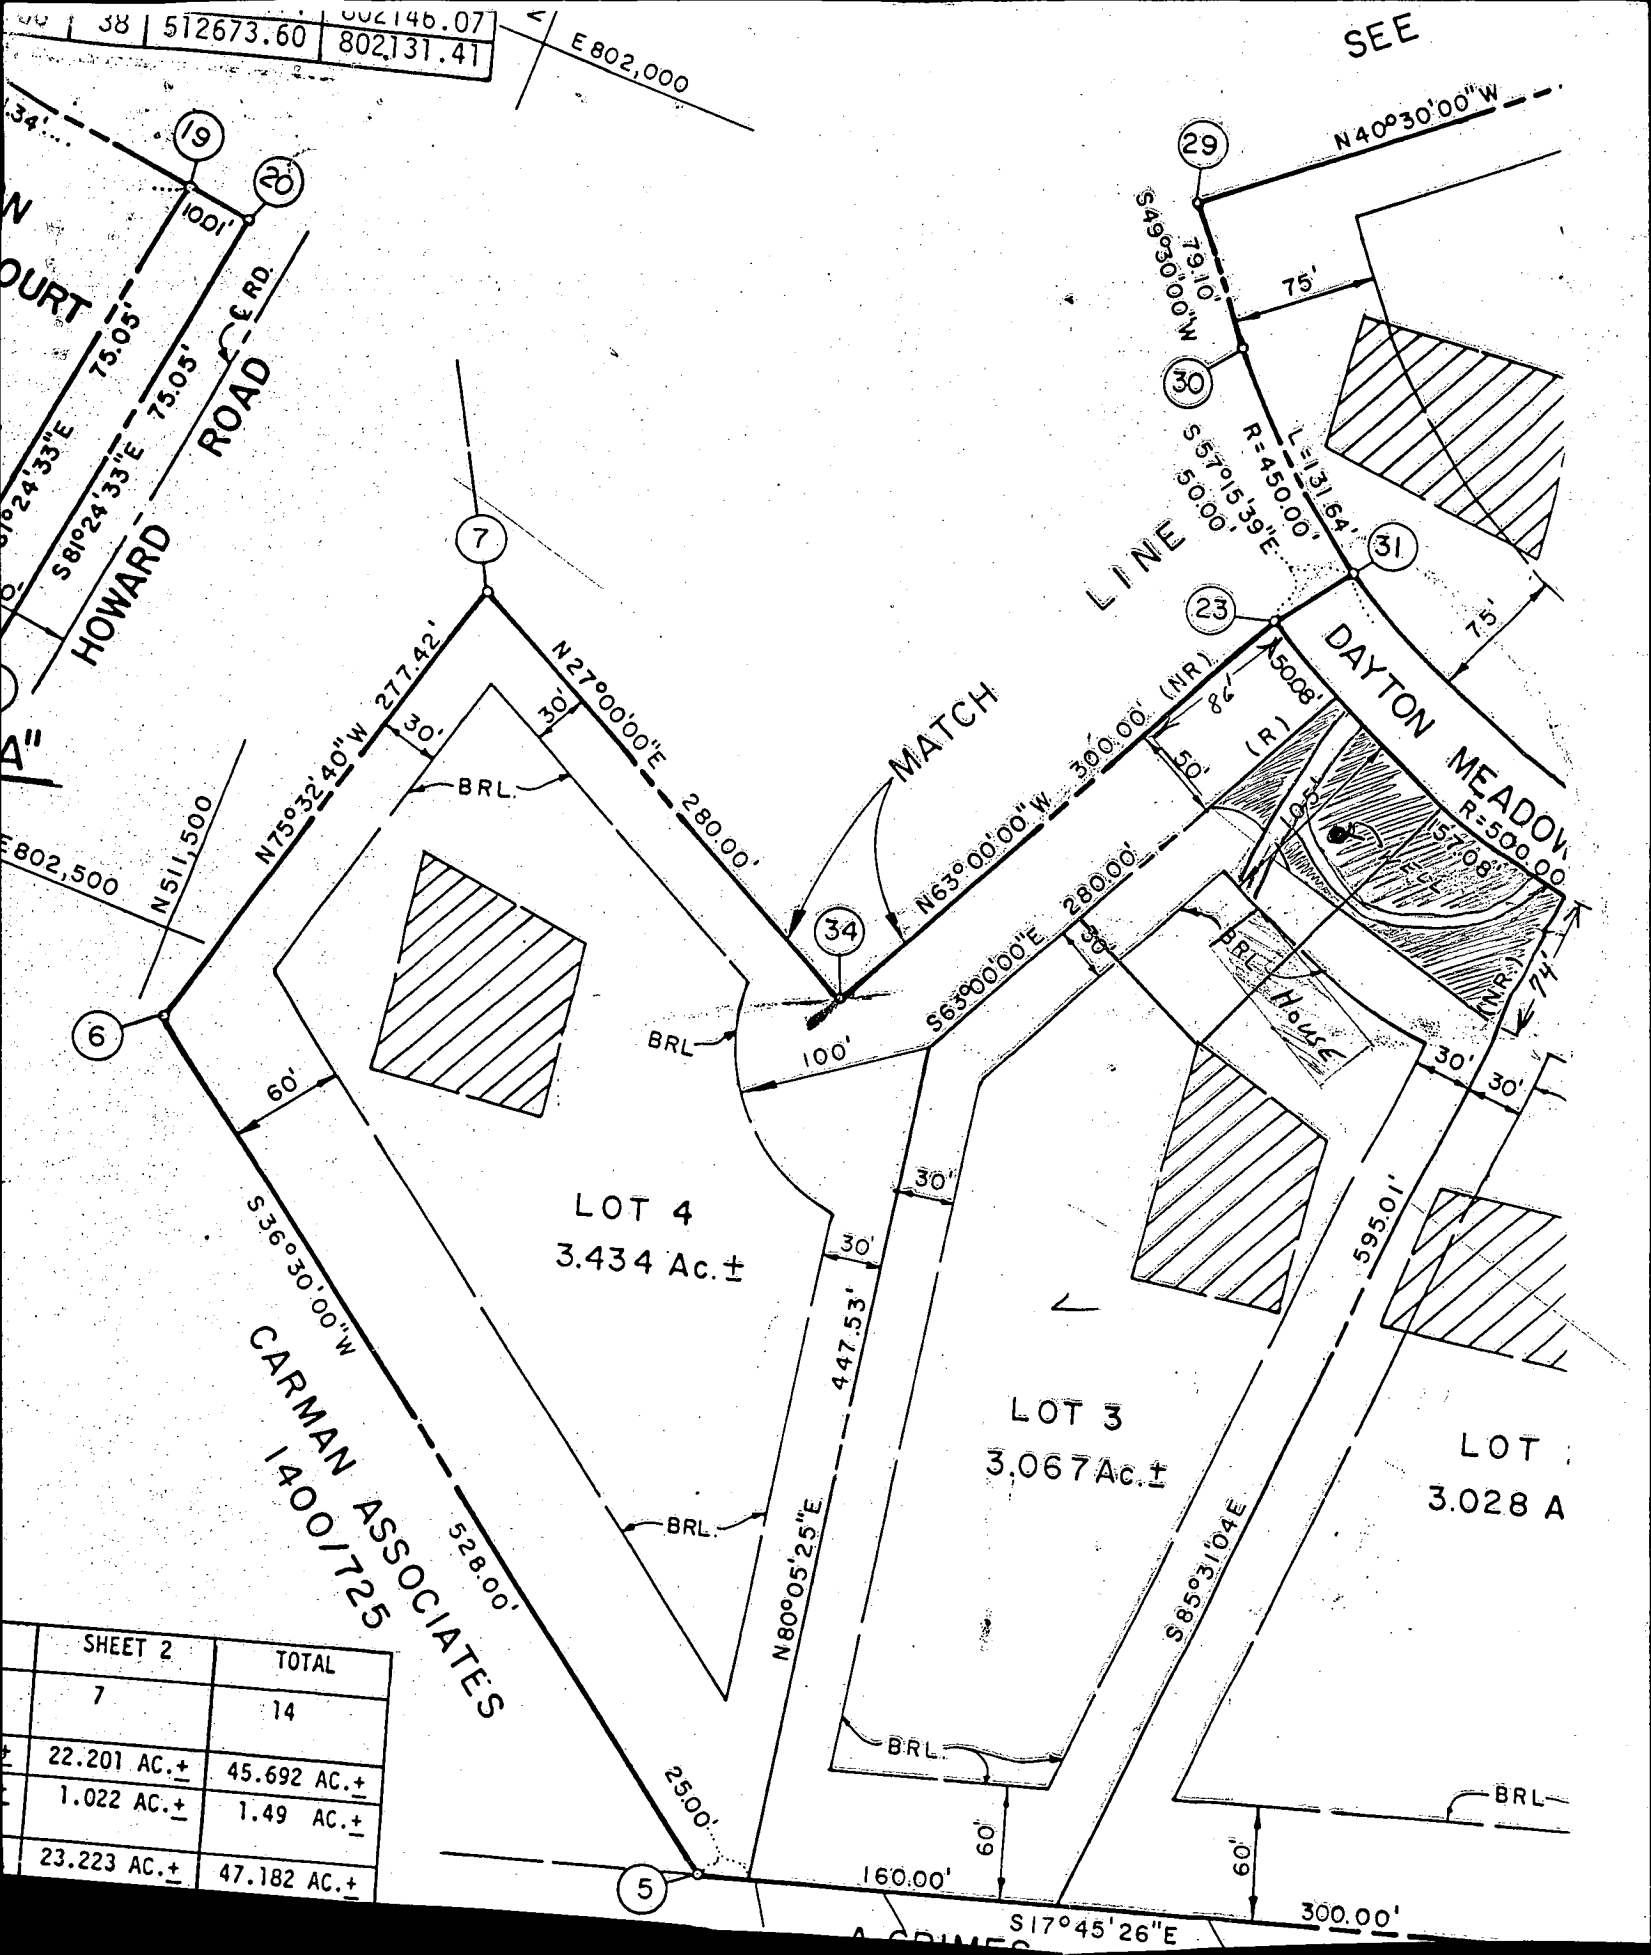 38 512673.60 802146.07
802131.41
E 802,000
SEE
N40°30'00"W
.34'
19
20
10.01'
29
S49°30'00"W
79.10'
75'
OURT
75.05'
S81°24'33"E 75.05'
℄ RD.
HOWARD ROAD
30
L=131.64'
R=450.00'
S57°15'39"E
50.00'
31
LINE
23
75'
7
N75°32'40"W 277.42'
30'
N27°00'00"E
280.00'
30'
BRL.
MATCH
N63°00'00"W 300.00' (NR)
86'
50.08'
50'
(R)
DAYTON MEADOW
R=500.00
157.08'
105±
A"
N511,500
E 802,500
34
S63°00'00"E 280.00'
30'
BRL
House
(N.R.)
74'
30'
30'
6
60'
BRL
100'
LOT 4
3.434 Ac.±
30'
30'
447.53'
N80°05'25"E
595.01'
S85°31'04"E
S36°30'00"W
528.00'
CARMAN ASSOCIATES
1400/725
BRL.
LOT 3
3.067 Ac.±
LOT
3.028 A
SHEET 2 TOTAL
7 14
22.201 AC.± 45.692 AC.±
1.022 AC.± 1.49 AC.±
23.223 AC.± 47.182 AC.±
25.00'
BRL.
BRL
60'
60'
5
160.00'
S17°45'26"E
300.00'